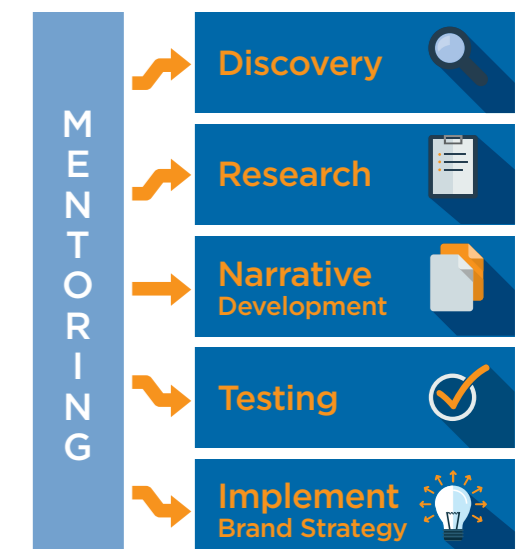 MENTORING
Discovery
Research
Narrative
Development
Testing
Implement
Brand Strategy